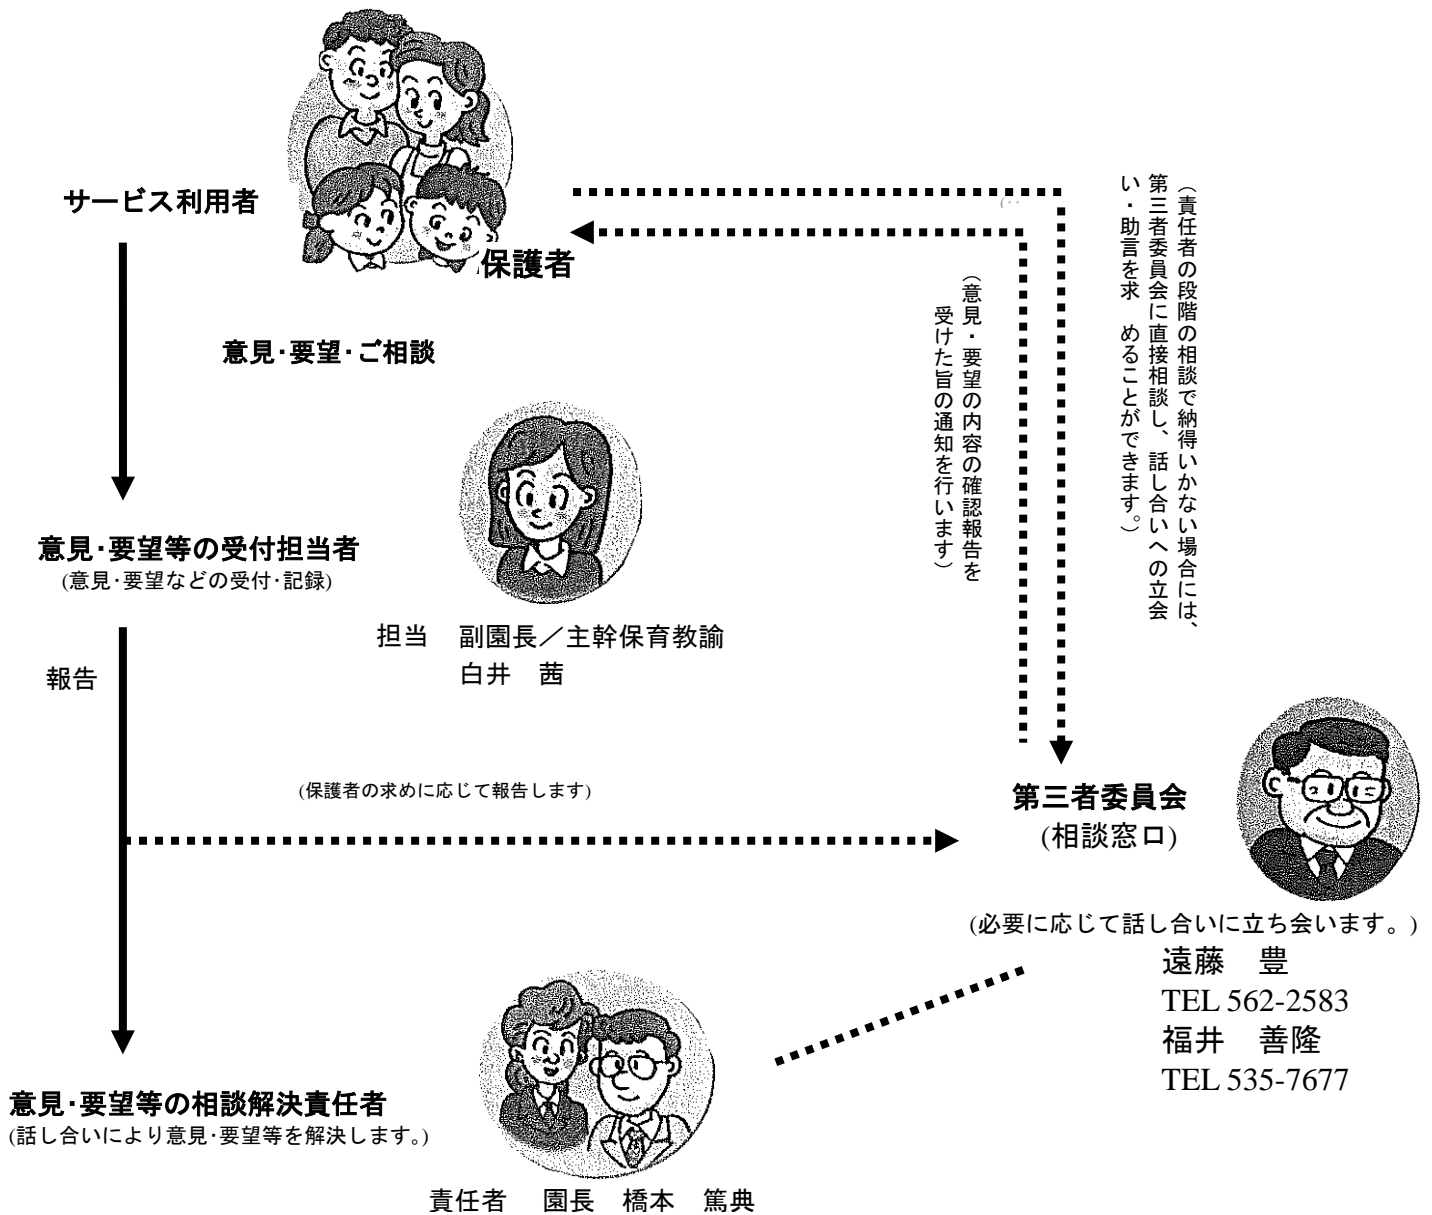 サービス利用者
保護者
意見・要望・ご相談
(責任者の段階の相談で納得いかない場合には、
第三者委員会に直接相談し、話し合いへの立会
い・助言を求　めることができます。)
(意見・要望の内容の確認報告を
受けた旨の通知を行います)
意見・要望等の受付担当者
(意見・要望などの受付・記録)
担当　副園長／主幹保育教諭
白井　茜
報告
(保護者の求めに応じて報告します)
第三者委員会
(相談窓口)
(必要に応じて話し合いに立ち会います。)
遠藤　豊
TEL 562-2583
福井　善隆
TEL 535-7677
意見・要望等の相談解決責任者
(話し合いにより意見・要望等を解決します。)
責任者　園長　橋本　篤典